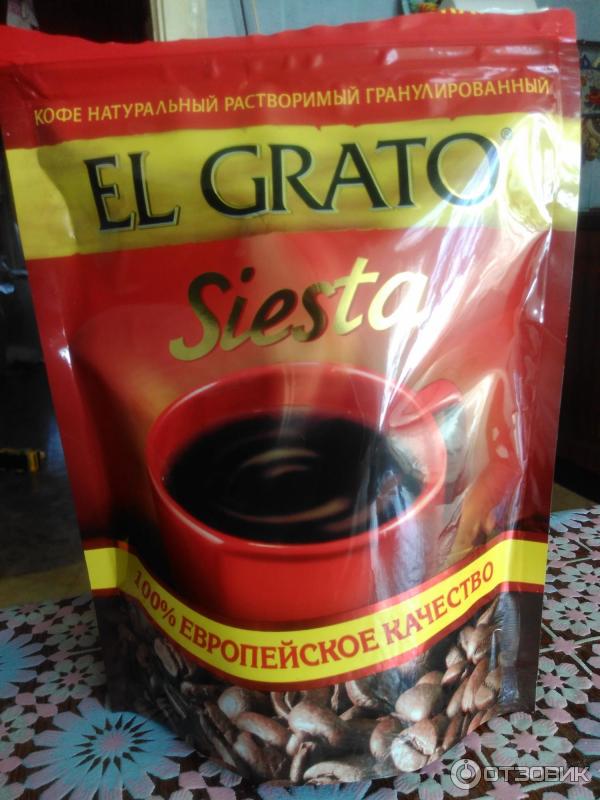 КОФЕ НАТУРАЛЬНЫЙ РАСТВОРИМЫЙ ГРАНУЛИРОВАННЫЙ
EL GRATO®
Siesta
100% ЕВРОПЕЙСКОЕ КАЧЕСТВО
ОТЗОВИК